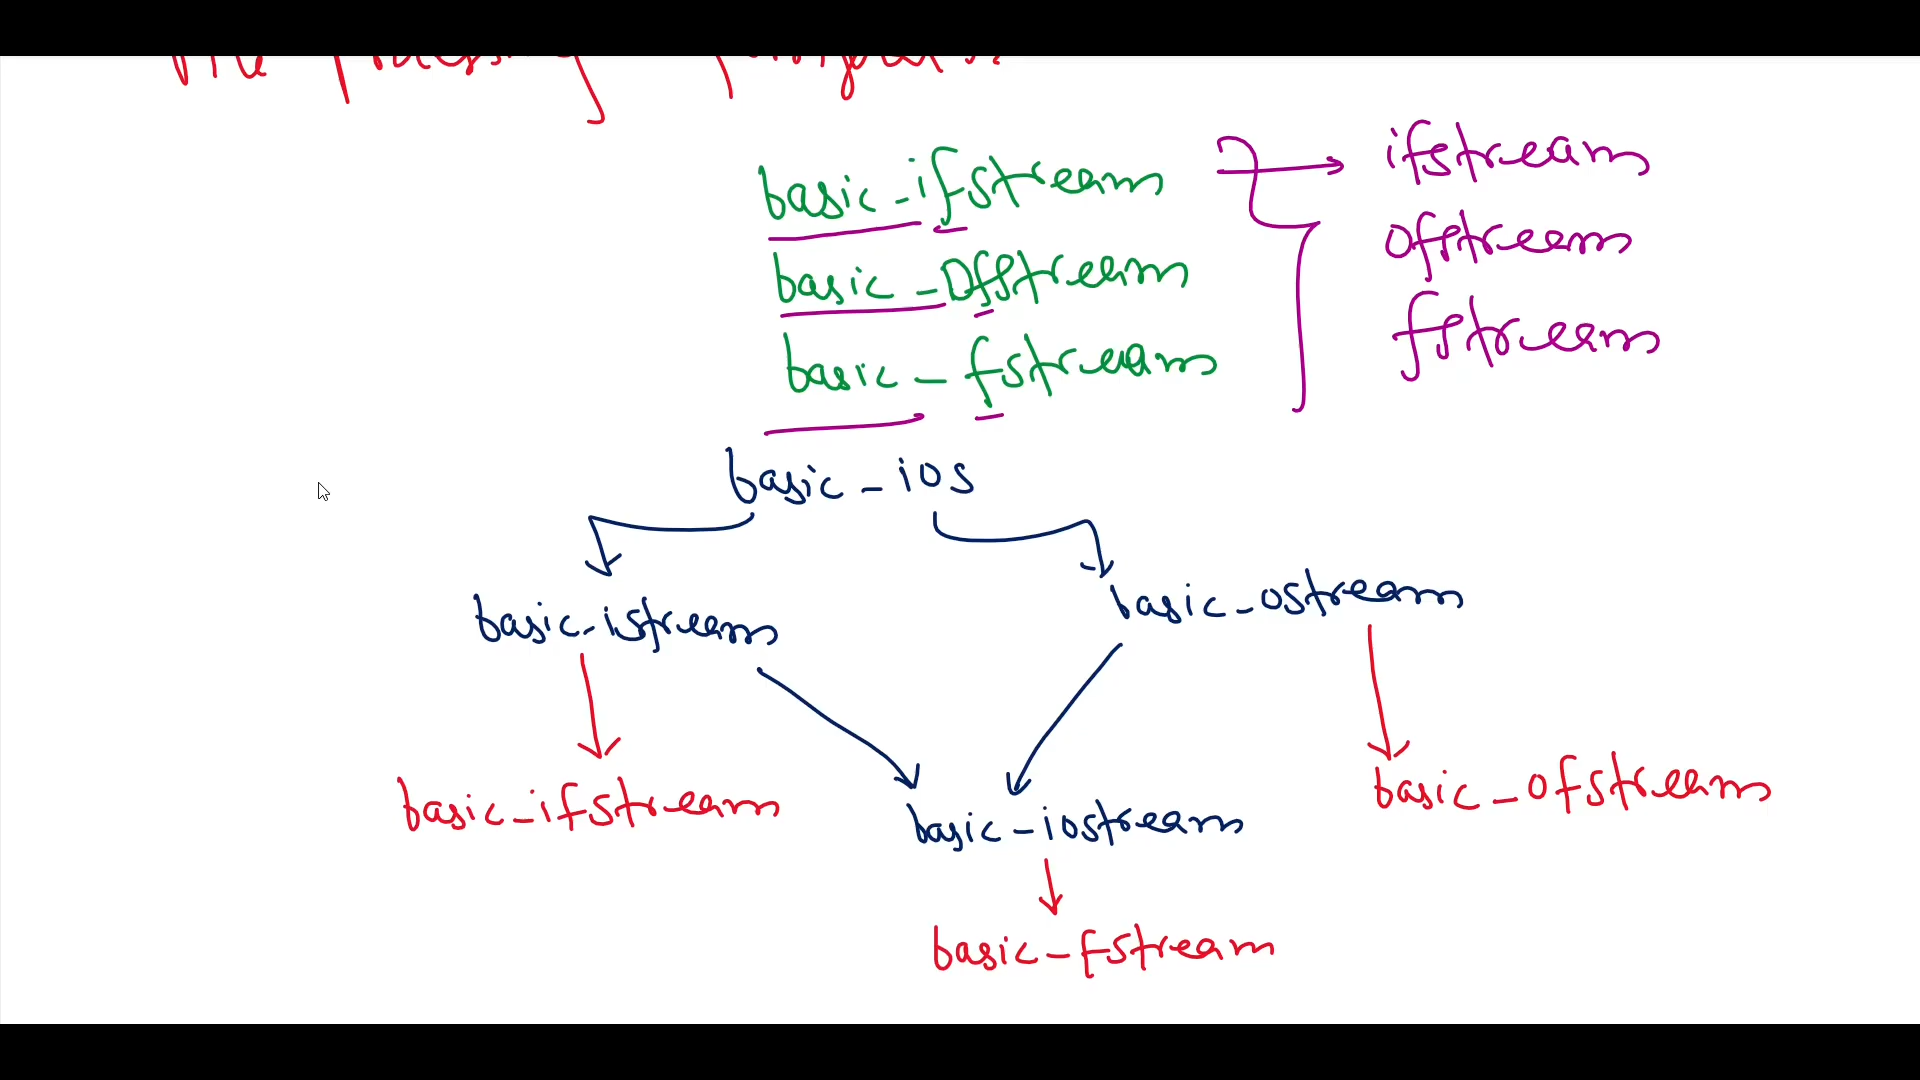 basic_ifstream ifstream
basic_ofstream ofstream
basic_fstream fstream
basic_ios
basic_istream basic_ostream
basic_ifstream basic_iostream basic_ofstream
basic_fstream